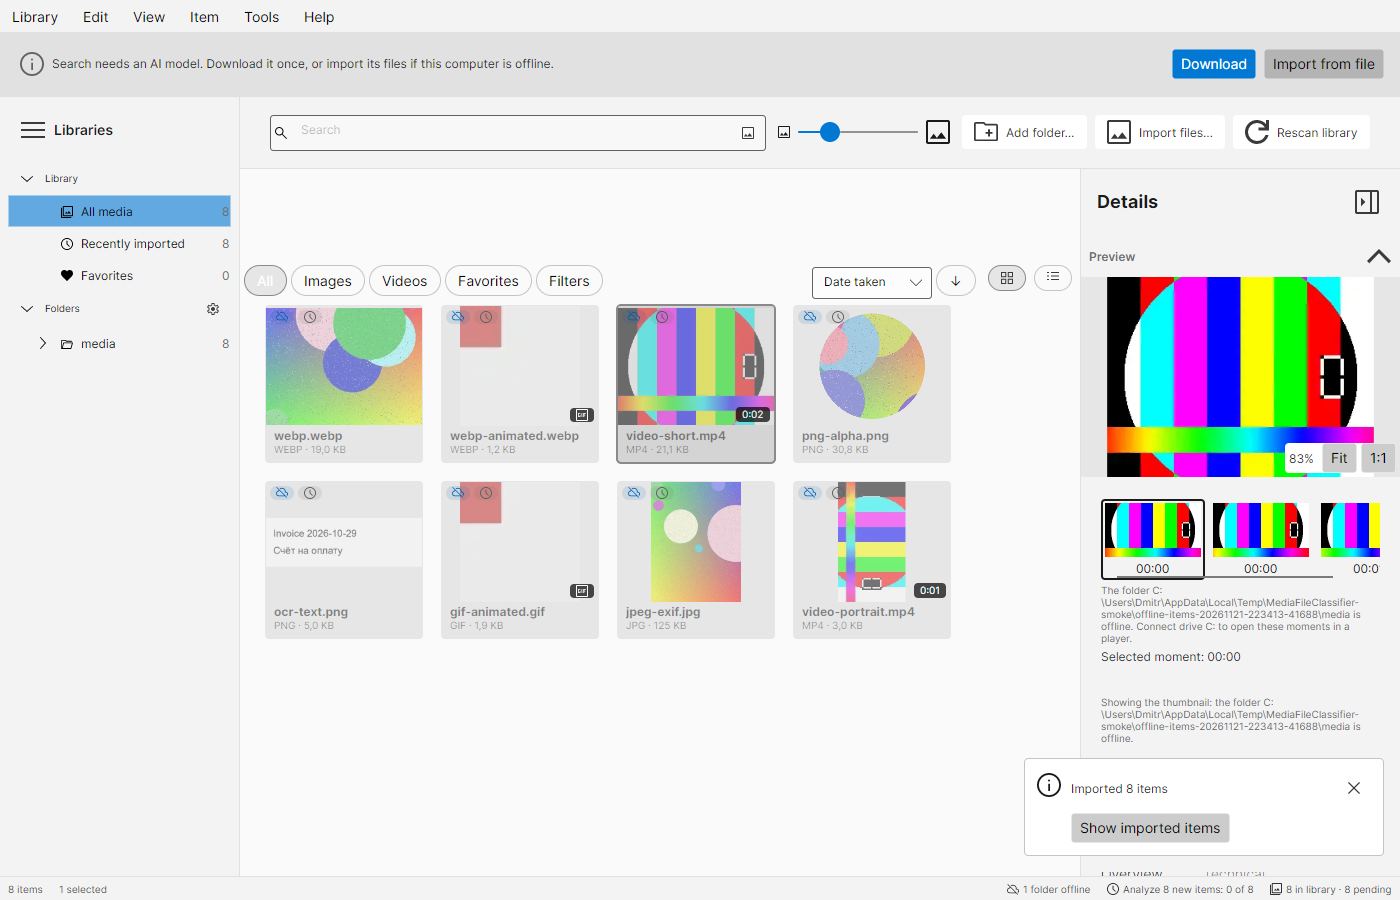 Library Edit View Item Tools Help
Search needs an AI model. Download it once, or import its files if this computer is offline.
Download
Import from file
Libraries
Search
Add folder...
Import files...
Rescan library
Library
All media 8
Recently imported 8
Favorites 0
Folders
media 8
All
Images
Videos
Favorites
Filters
Date taken
GIF
0:02
webp.webp
WEBP · 19,0 KB
webp-animated.webp
WEBP · 1,2 KB
video-short.mp4
MP4 · 21,1 KB
png-alpha.png
PNG · 30,8 KB
Invoice 2026-10-29
Счёт на оплату
GIF
0:01
ocr-text.png
PNG · 5,0 KB
gif-animated.gif
GIF · 1,9 KB
jpeg-exif.jpg
JPG · 125 KB
video-portrait.mp4
MP4 · 3,0 KB
Details
Preview
83%
Fit
1:1
00:00
00:00
The folder C:
\Users\Dmitr\AppData\Local\Temp\MediaFileClassifier-
smoke\offline-items-20261121-223413-41688\media is
offline. Connect drive C: to open these moments in a
player.
Selected moment: 00:00
Showing the thumbnail: the folder C:
\Users\Dmitr\AppData\Local\Temp\MediaFileClassifier-
smoke\offline-items-20261121-223413-41688\media is
offline.
Imported 8 items
Show imported items
Overview Technical
8 items 1 selected
1 folder offline
Analyze 8 new items: 0 of 8
8 in library · 8 pending